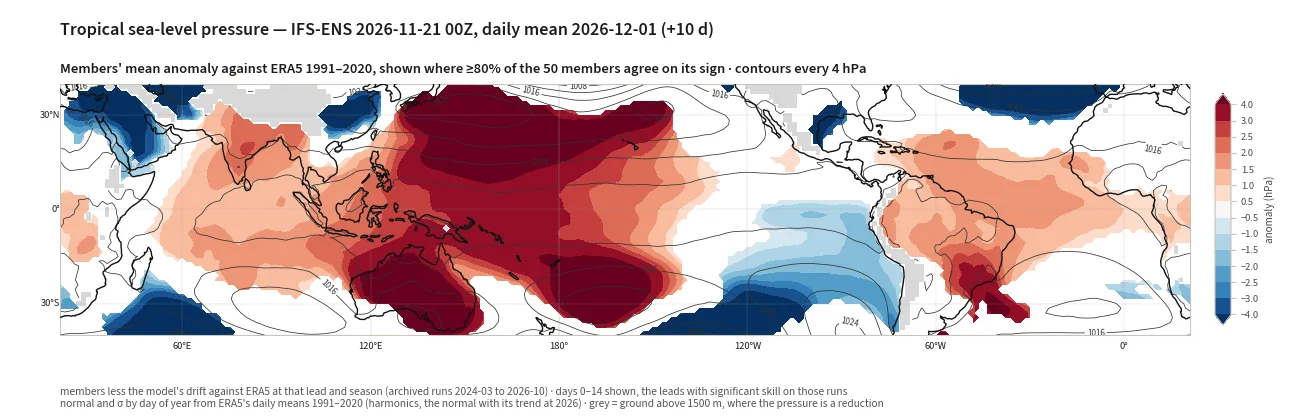 Tropical sea-level pressure — IFS-ENS 2026-11-21 00Z, daily mean 2026-12-01 (+10 d)
Members' mean anomaly against ERA5 1991–2020, shown where ≥80% of the 50 members agree on its sign · contours every 4 hPa
1016
1016
1008
1016
1016
1016
1024
1016
30°N
0°
30°S
60°E
120°E
180°
120°W
60°W
0°
4.0
3.0
2.5
2.0
1.5
1.0
0.5
−0.5
−1.0
−1.5
−2.0
−2.5
−3.0
−4.0
anomaly (hPa)
members less the model's drift against ERA5 at that lead and season (archived runs 2024-03 to 2026-10) · days 0–14 shown, the leads with significant skill on those runs
normal and σ by day of year from ERA5's daily means 1991–2020 (harmonics, the normal with its trend at 2026) · grey = ground above 1500 m, where the pressure is a reduction